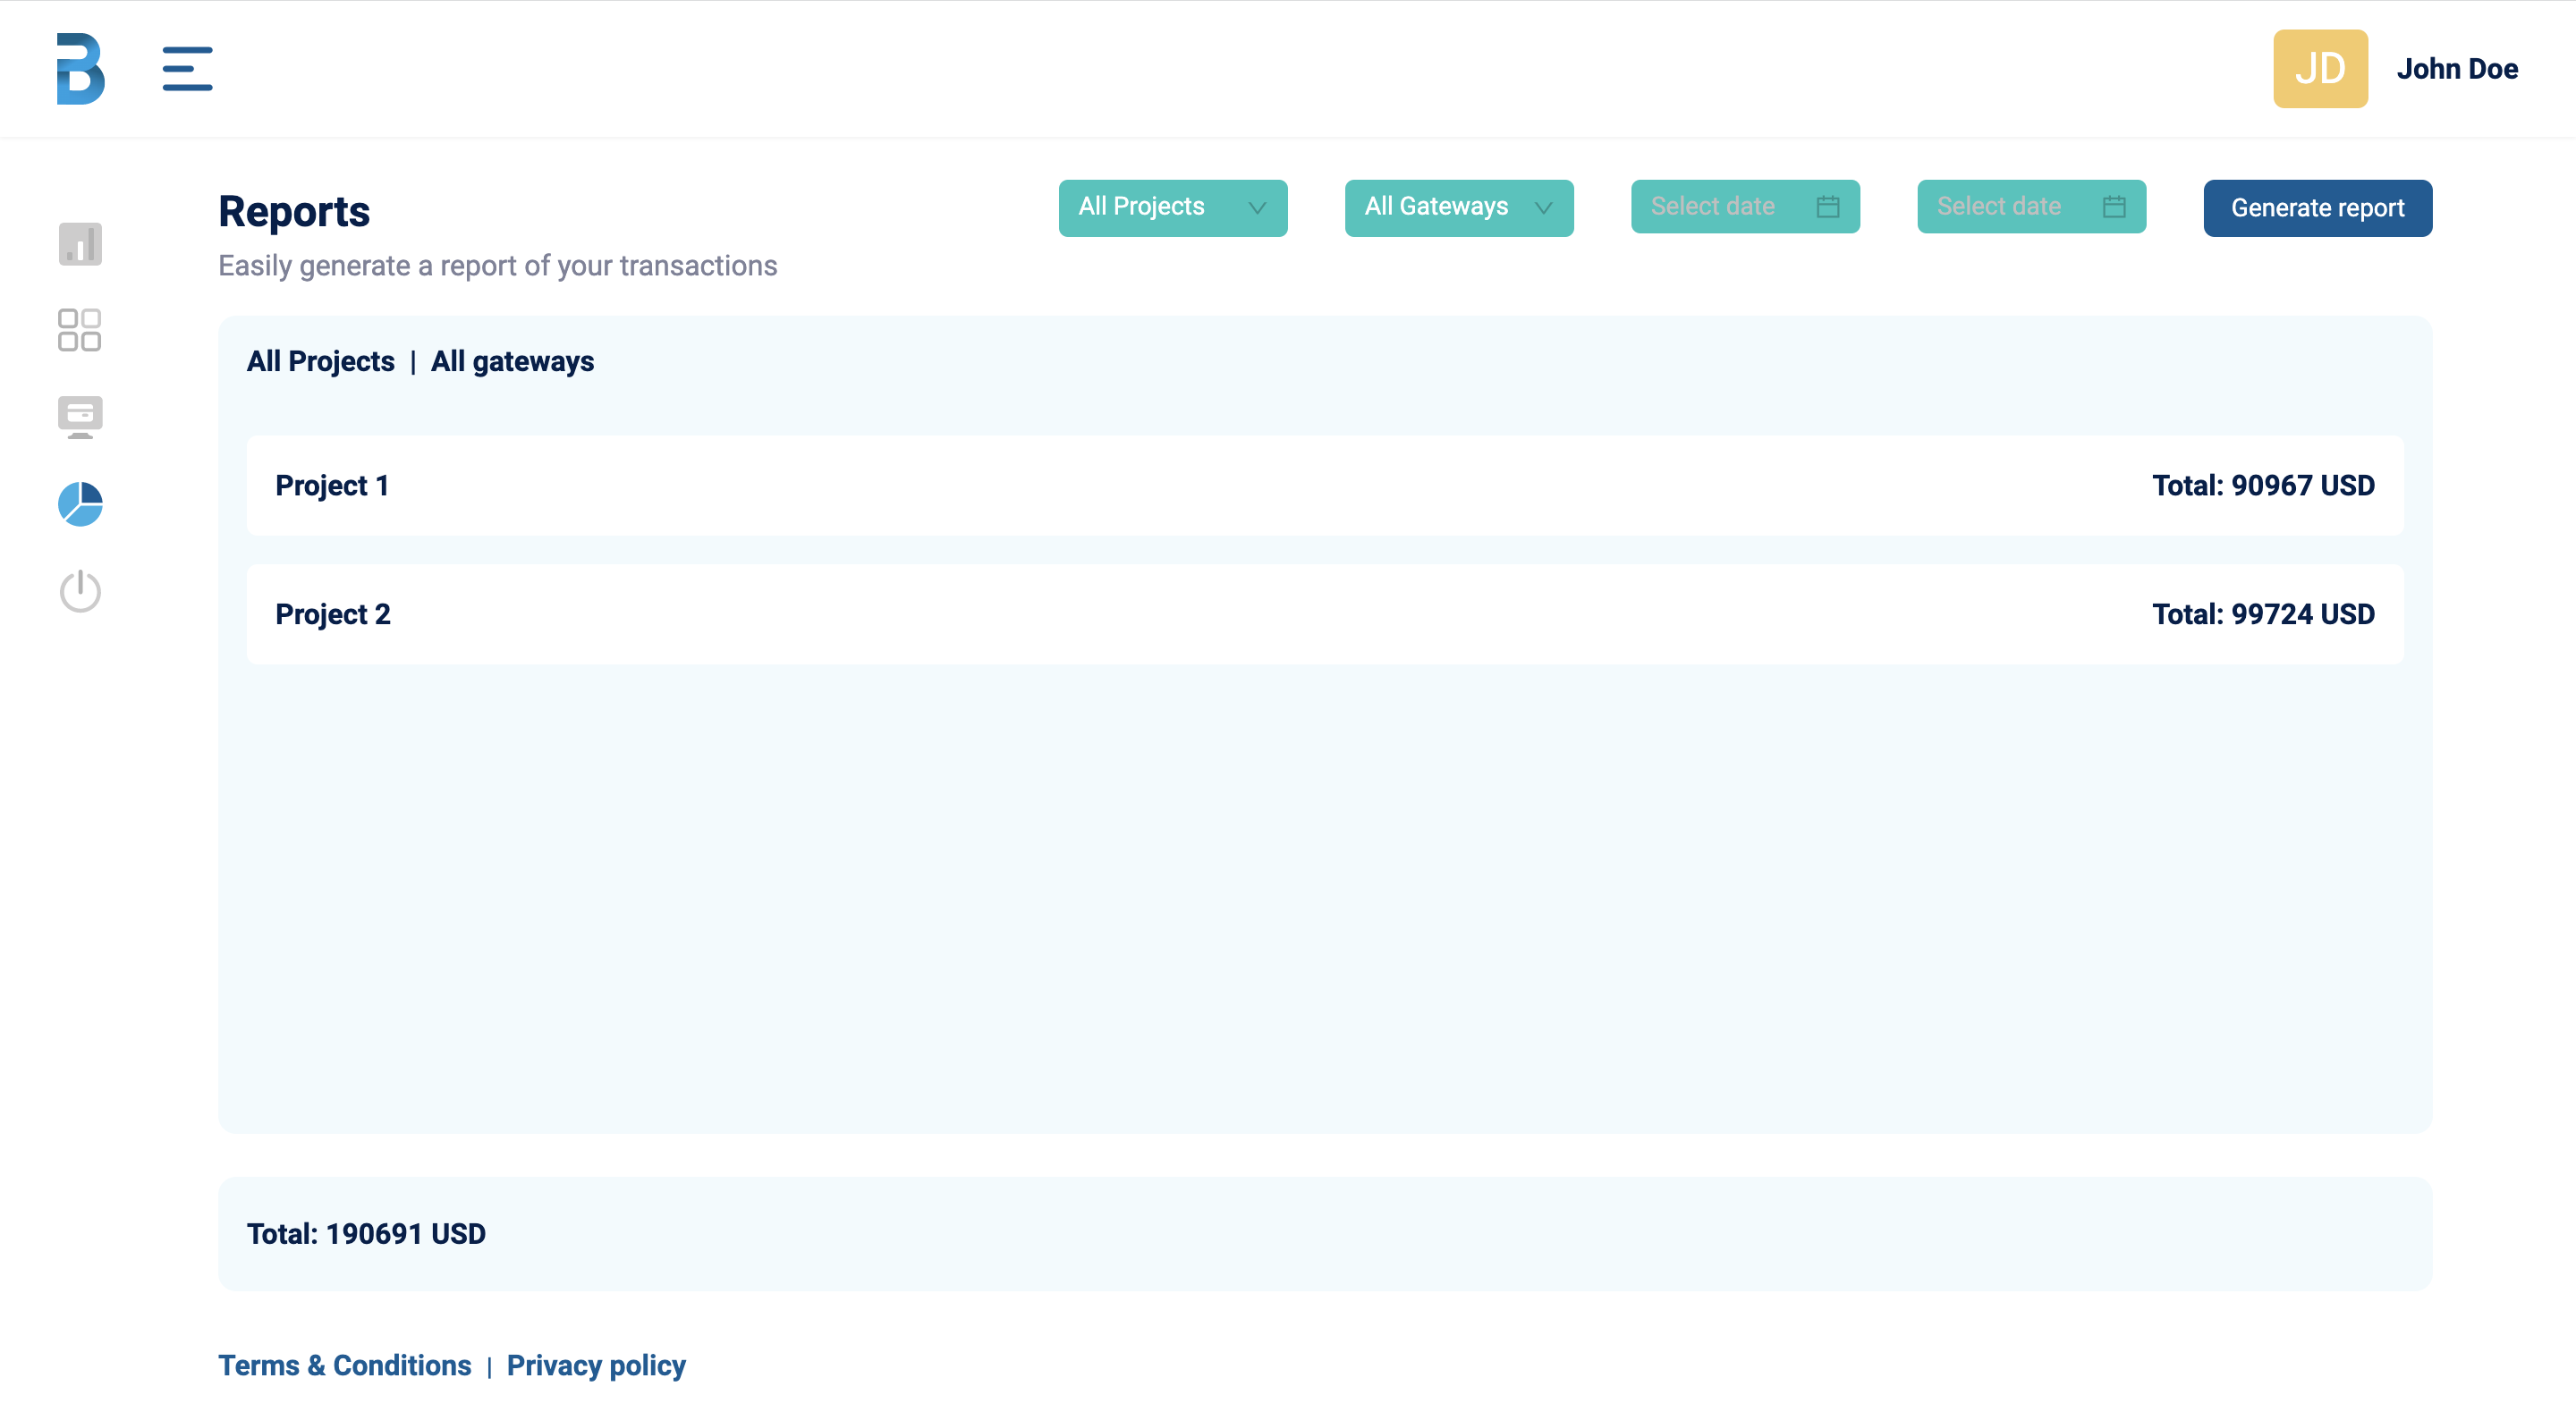 B
JD John Doe
Reports
Easily generate a report of your transactions
All Projects
All Gateways
Select date
Select date
Generate report
All Projects | All gateways
Project 1 Total: 90967 USD
Project 2 Total: 99724 USD
Total: 190691 USD
Terms & Conditions | Privacy policy